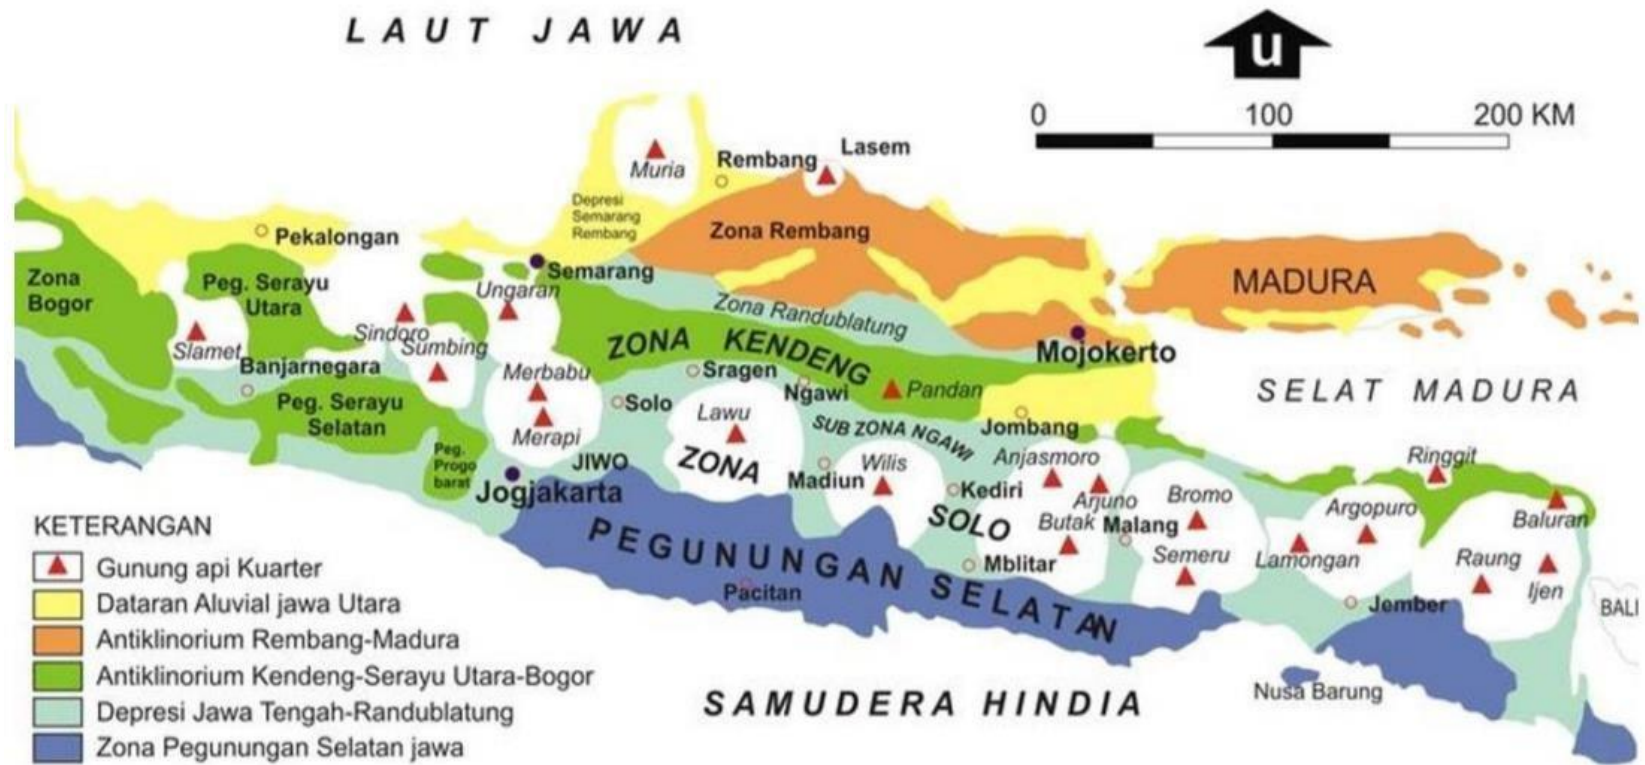 LAUT JAWA
u
0 100 200 KM
Muria
Rembang
Lasem
Depresi
Semarang
Rembang
Pekalongan
Zona Rembang
Semarang
MADURA
Zona
Bogor
Peg. Serayu
Utara
Ungaran
Zona Randublatung
Slamet
Sindoro
Sumbing
ZONA KENDENG
Mojokerto
Banjarnegara
Merbabu
Sragen
Ngawi
Pandan
SELAT MADURA
Peg. Serayu
Selatan
Solo
Lawu
Merapi
SUB ZONA NGAWI
Jombang
Peg.
Progo
barat
JIWO
ZONA
Madiun
Wilis
Anjasmoro
Ringgit
Jogjakarta
Kediri
Arjuno
Bromo
Argopuro
SOLO
Butak
Malang
Baluran
PEGUNUNGAN SELATAN
Mblitar
Semeru
Lamongan
Raung
Ijen
Pacitan
Jember
BALI
Nusa Barung
SAMUDERA HINDIA
KETERANGAN
Gunung api Kuarter
Dataran Aluvial jawa Utara
Antiklinorium Rembang-Madura
Antiklinorium Kendeng-Serayu Utara-Bogor
Depresi Jawa Tengah-Randublatung
Zona Pegunungan Selatan jawa